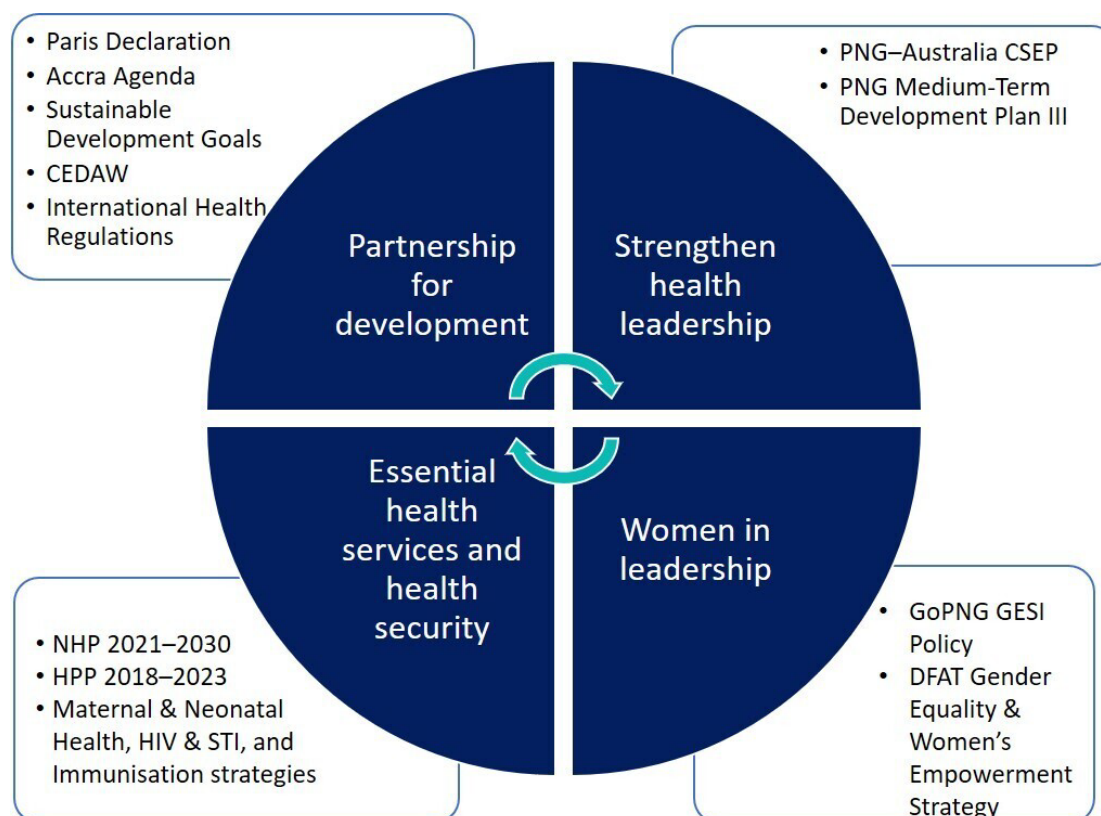 • Paris Declaration
• Accra Agenda
• Sustainable
Development Goals
• CEDAW
• International Health
Regulations
• PNG–Australia CSEP
• PNG Medium-Term
Development Plan III
Partnership
for
development
Strengthen
health
leadership
Essential
health
services and
health
security
Women in
leadership
• NHP 2021–2030
• HPP 2018–2023
• Maternal & Neonatal
Health, HIV & STI, and
Immunisation strategies
• GoPNG GESI
Policy
• DFAT Gender
Equality &
Women’s
Empowerment
Strategy